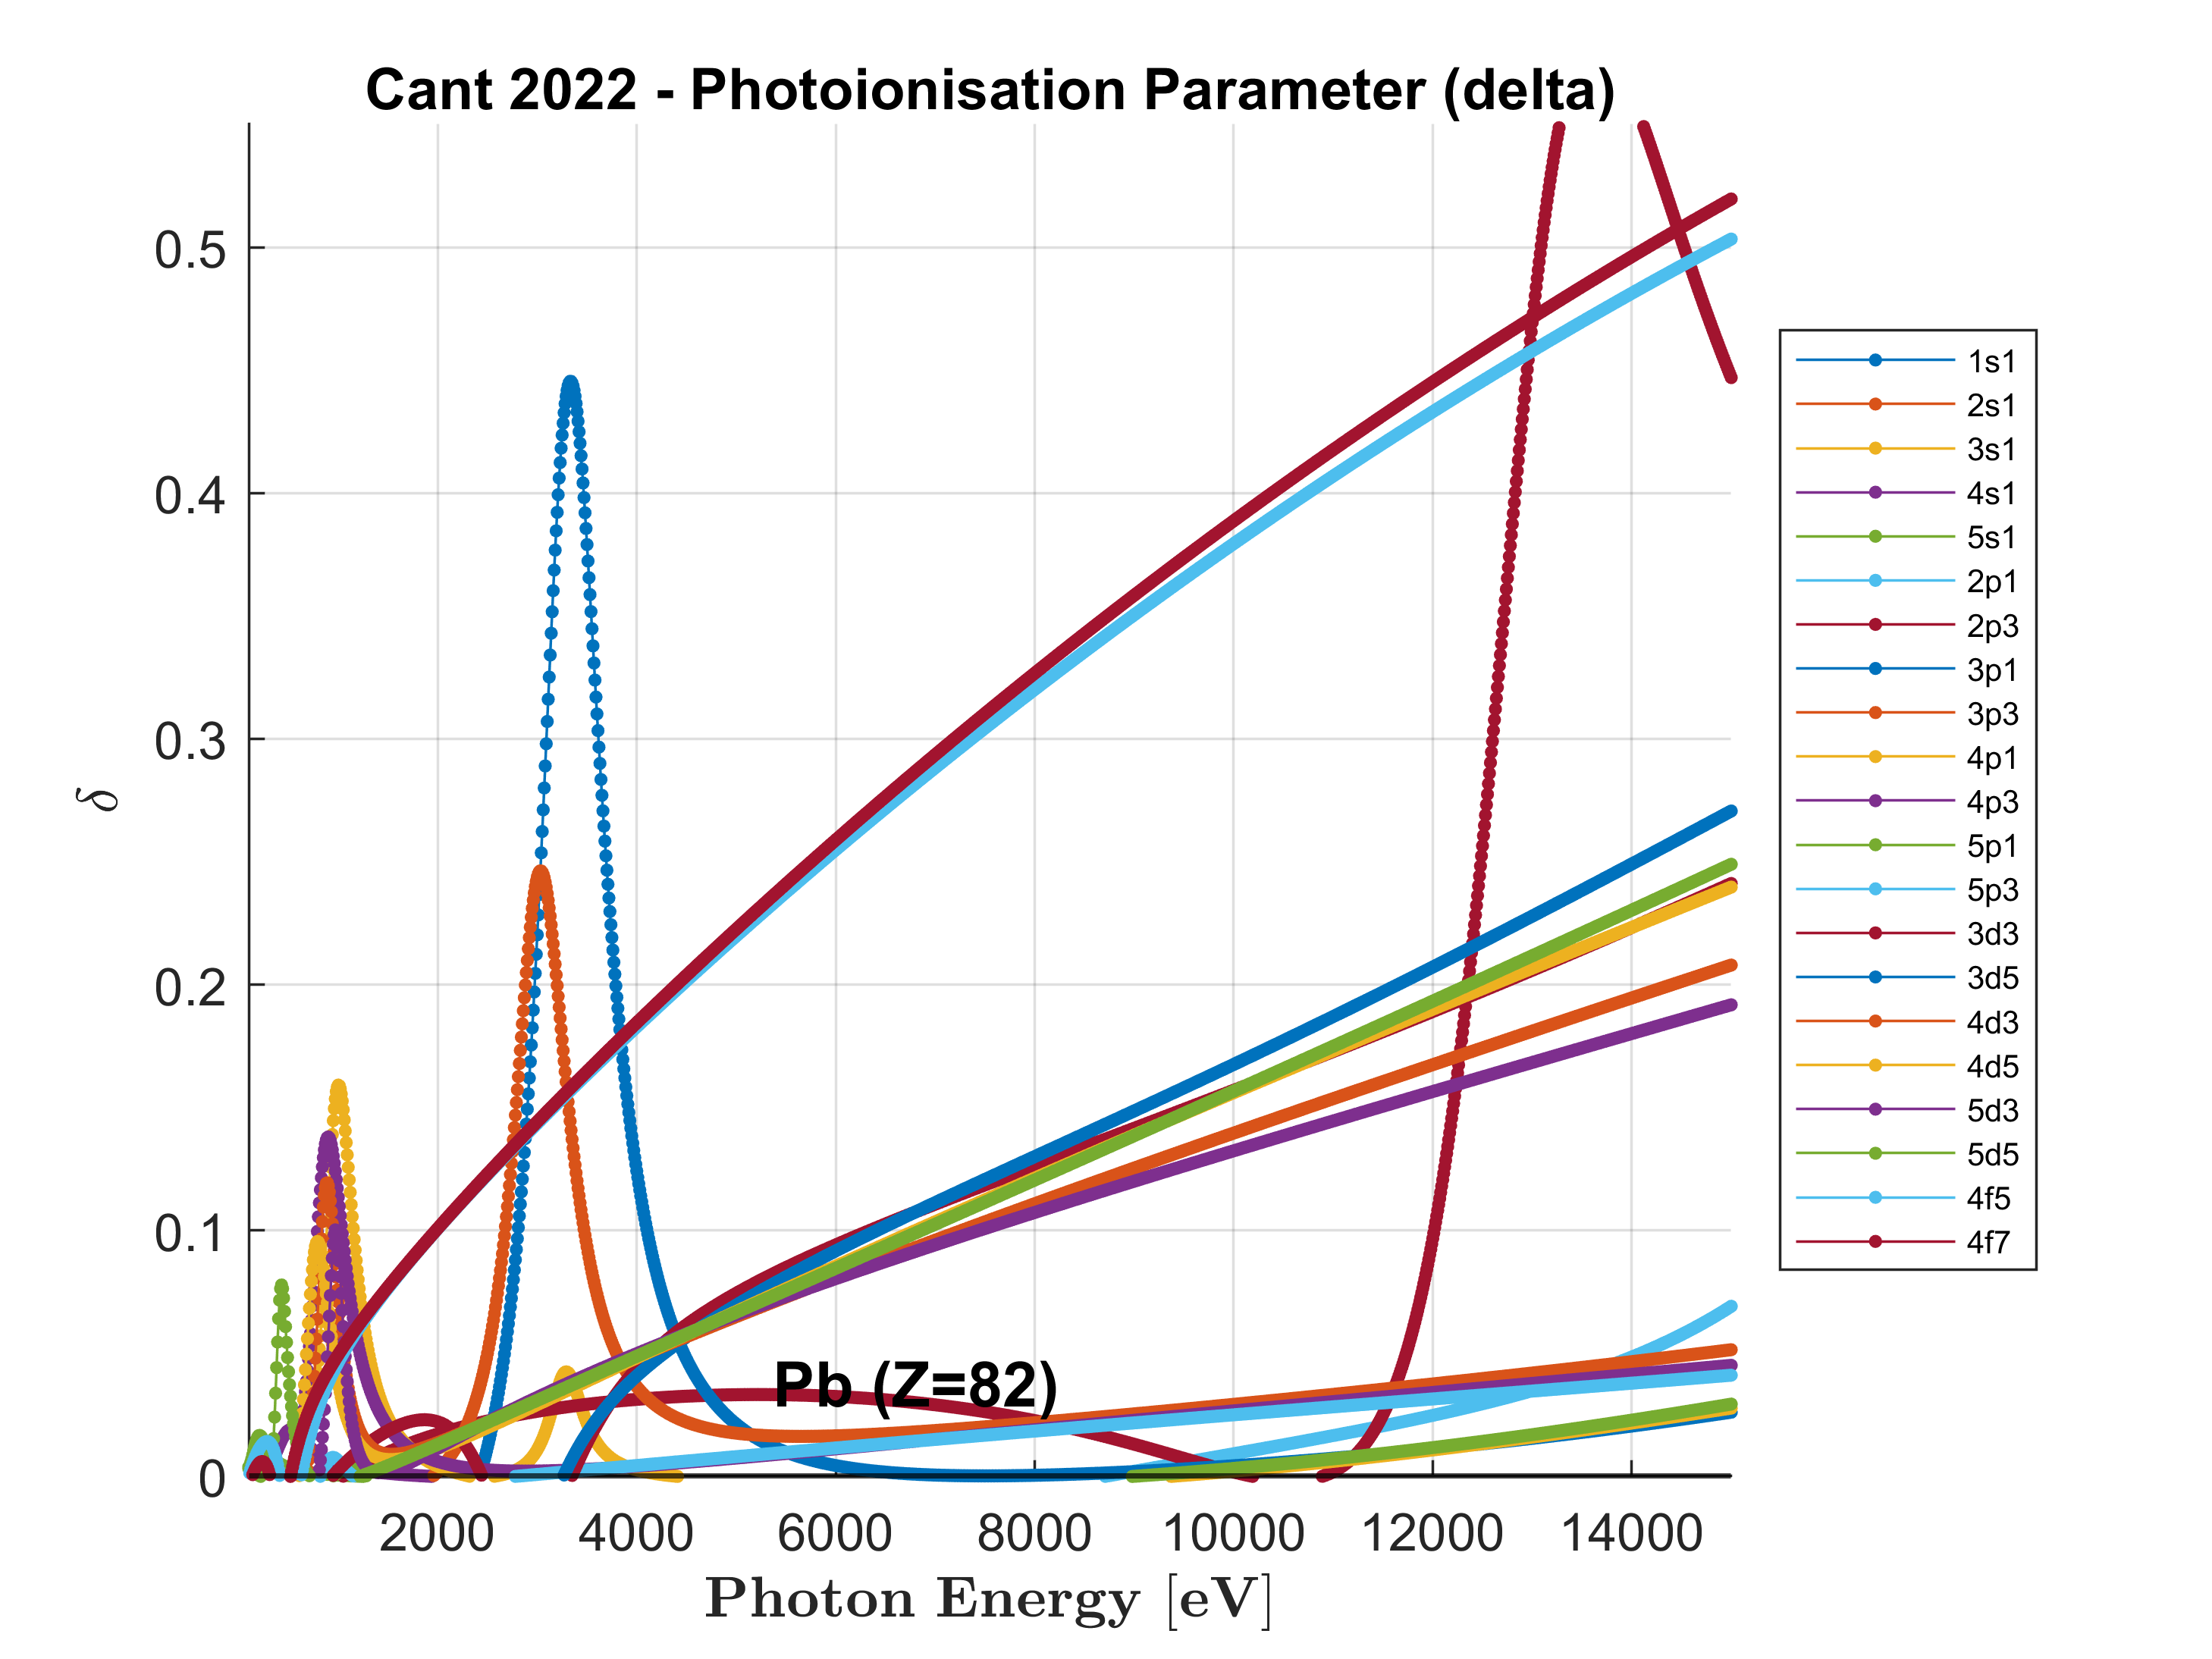 Cant 2022 - Photoionisation Parameter (delta)
0.5
0.4
0.3
0.2
0.1
0
δ
Pb (Z=82)
2000 4000 6000 8000 10000 12000 14000
Photon Energy [eV]
1s1
2s1
3s1
4s1
5s1
2p1
2p3
3p1
3p3
4p1
4p3
5p1
5p3
3d3
3d5
4d3
4d5
5d3
5d5
4f5
4f7